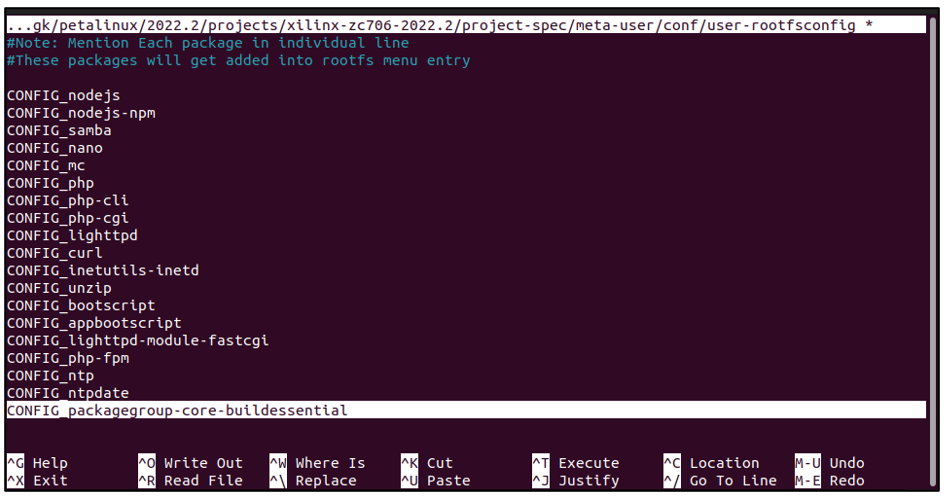 ...gk/petalinux/2022.2/projects/xilinx-zc706-2022.2/project-spec/meta-user/conf/user-rootfsconfig *
#Note: Mention Each package in individual line
#These packages will get added into rootfs menu entry
CONFIG_nodejs
CONFIG_nodejs-npm
CONFIG_samba
CONFIG_nano
CONFIG_mc
CONFIG_php
CONFIG_php-cli
CONFIG_php-cgi
CONFIG_lighttpd
CONFIG_curl
CONFIG_inetutils-inetd
CONFIG_unzip
CONFIG_bootscript
CONFIG_appbootscript
CONFIG_lighttpd-module-fastcgi
CONFIG_php-fpm
CONFIG_ntp
CONFIG_ntpdate
CONFIG_packagegroup-core-buildessential
^G Help ^O Write Out ^W Where Is ^K Cut ^T Execute ^C Location M-U Undo
^X Exit ^R Read File ^\ Replace ^U Paste ^J Justify ^/ Go To Line M-E Redo